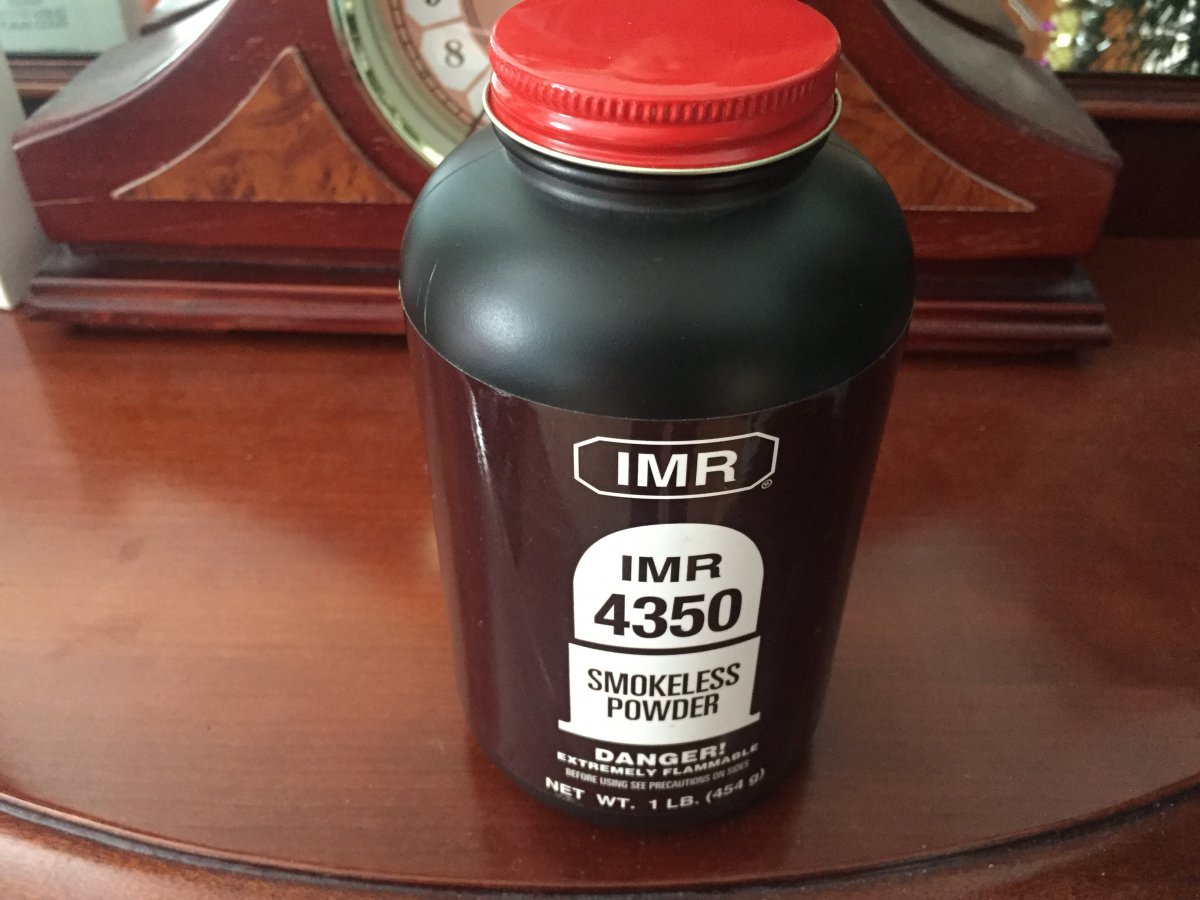 8
IMR®
IMR
4350
SMOKELESS
POWDER
DANGER!
EXTREMELY FLAMMABLE
BEFORE USING SEE PRECAUTIONS ON SIDES
NET WT. 1 LB. (454 g)